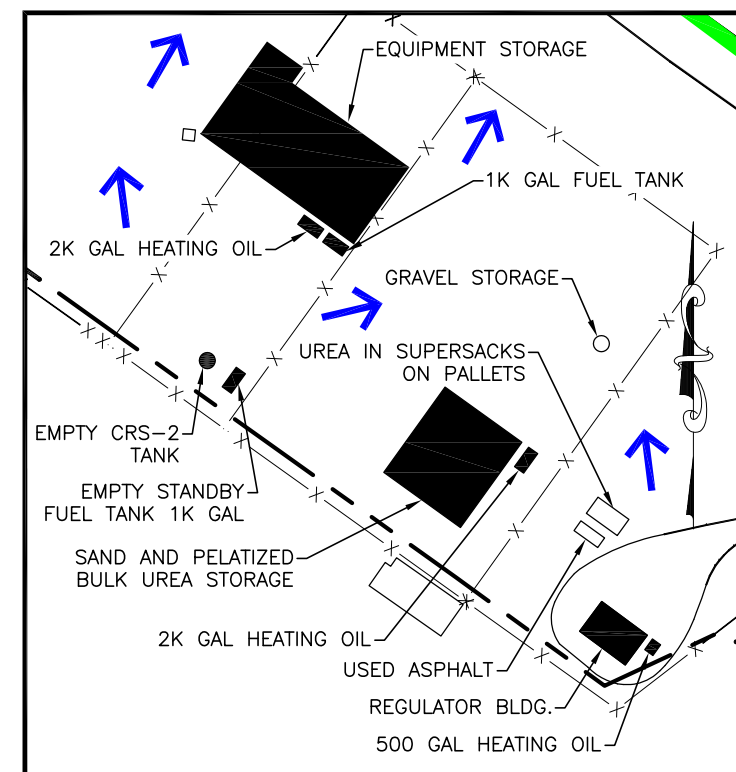 EQUIPMENT STORAGE
1K GAL FUEL TANK
2K GAL HEATING OIL
GRAVEL STORAGE
UREA IN SUPERSACKS
ON PALLETS
EMPTY CRS-2
TANK
EMPTY STANDBY
FUEL TANK 1K GAL
SAND AND PELATIZED
BULK UREA STORAGE
2K GAL HEATING OIL
USED ASPHALT
REGULATOR BLDG.
500 GAL HEATING OIL